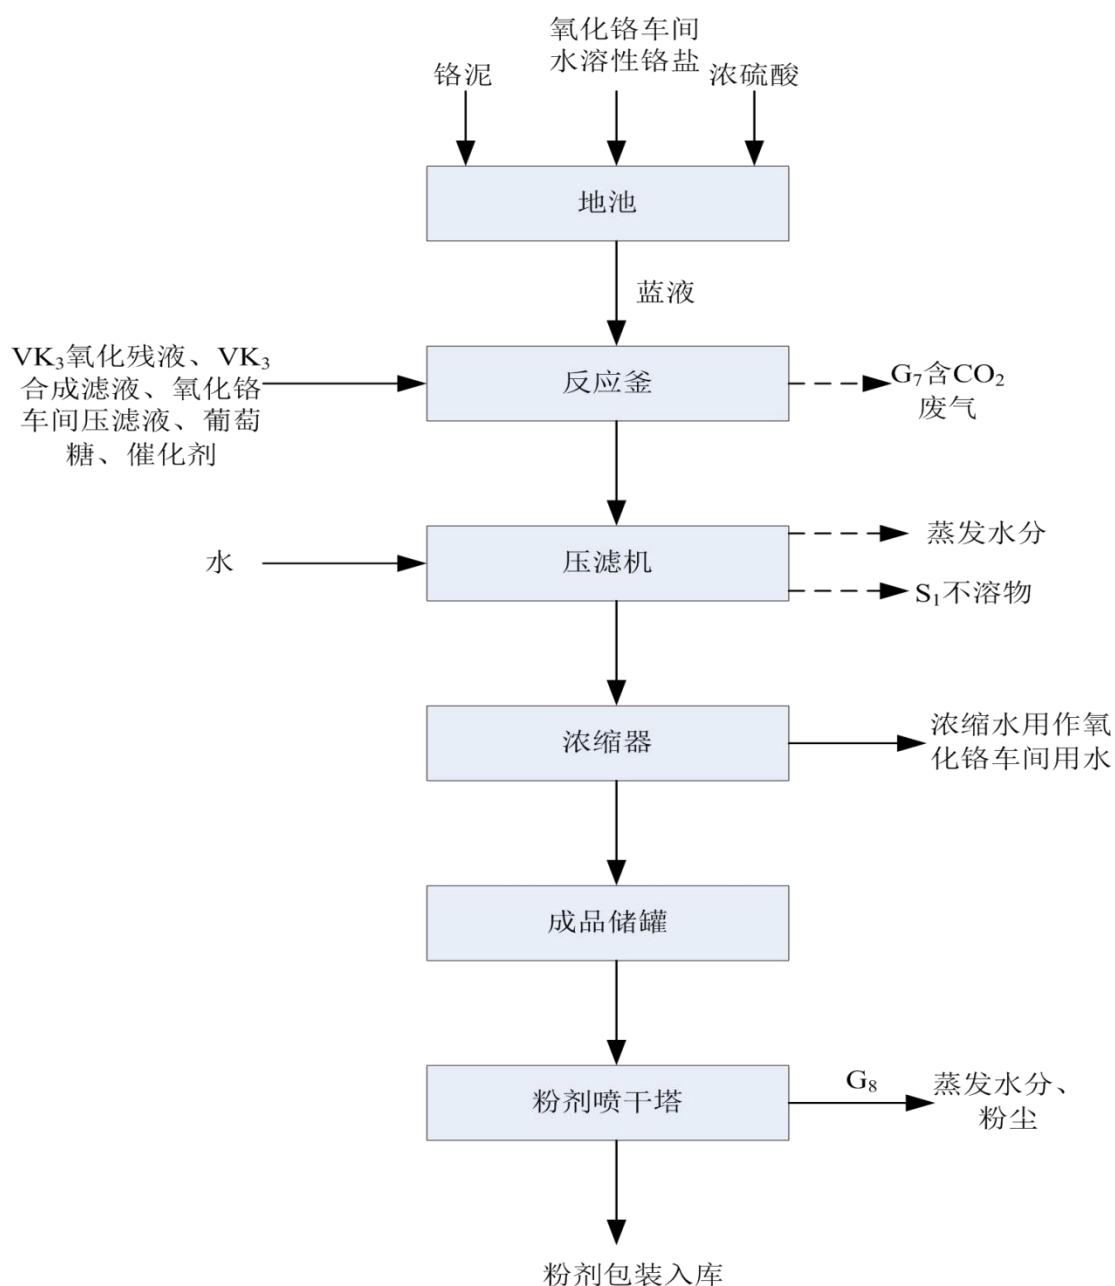 氧化铬车间
水溶性铬盐
铬泥
浓硫酸
地池
蓝液
VK₃氧化残液、VK₃
合成滤液、氧化铬
车间压滤液、葡萄
糖、催化剂
反应釜
G₇含CO₂
废气
水
压滤机
蒸发水分
S₁不溶物
浓缩器
浓缩水用作氧
化铬车间用水
成品储罐
粉剂喷干塔
G₈
蒸发水分、
粉尘
粉剂包装入库